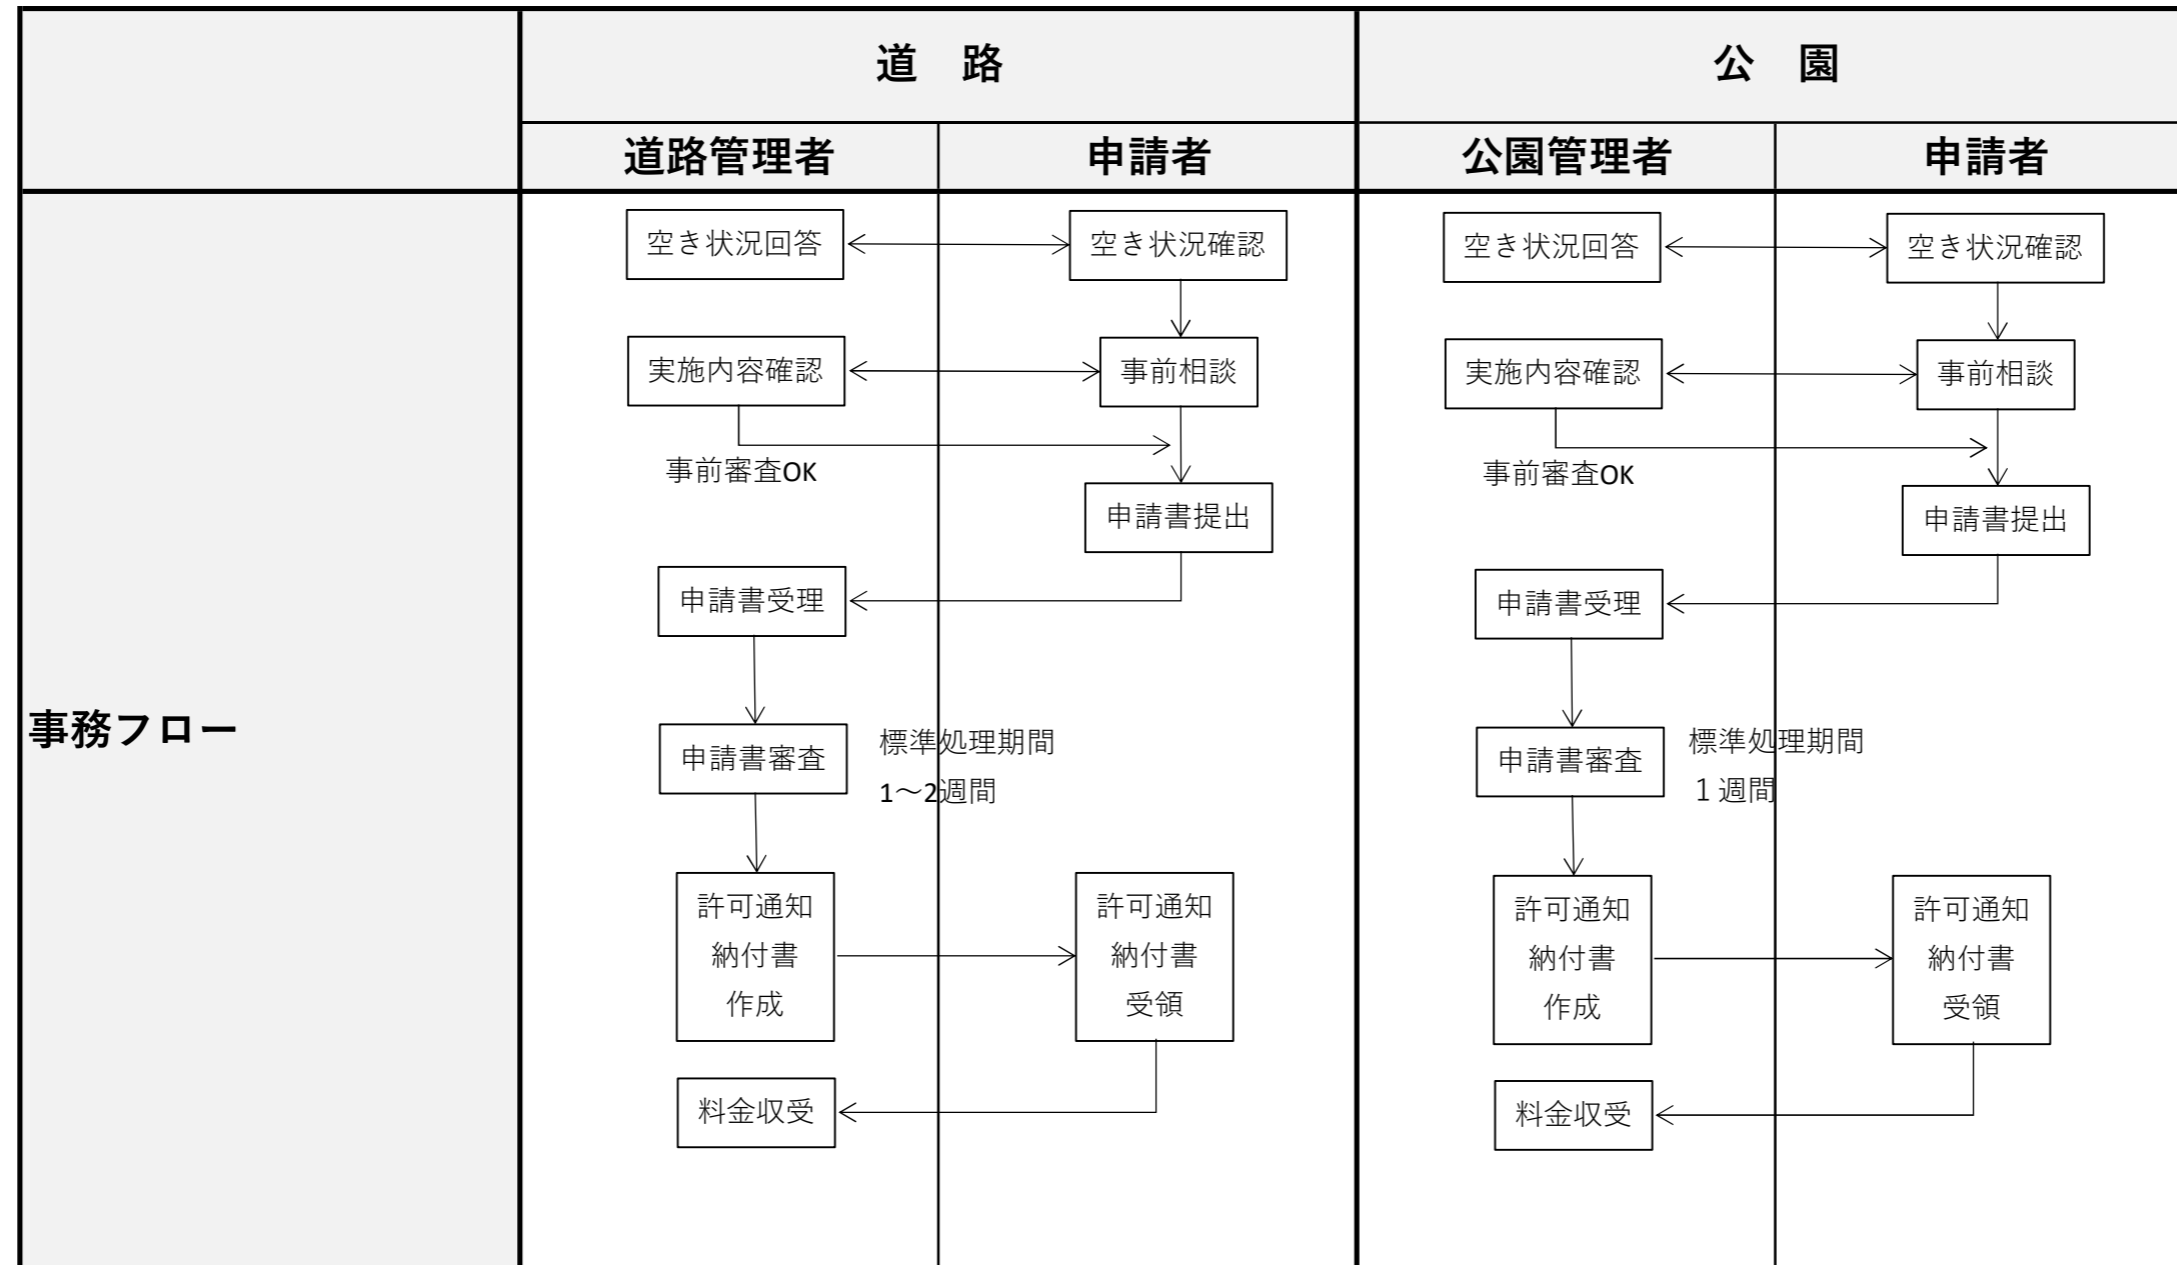 道　路
公　園
道路管理者
申請者
公園管理者
申請者
事務フロー
空き状況回答
空き状況確認
実施内容確認
事前相談
事前審査OK
申請書提出
申請書受理
申請書審査
標準処理期間
1～2週間
許可通知
納付書
作成
許可通知
納付書
受領
料金収受
空き状況回答
空き状況確認
実施内容確認
事前相談
事前審査OK
申請書提出
申請書受理
申請書審査
標準処理期間
１週間
許可通知
納付書
作成
許可通知
納付書
受領
料金収受